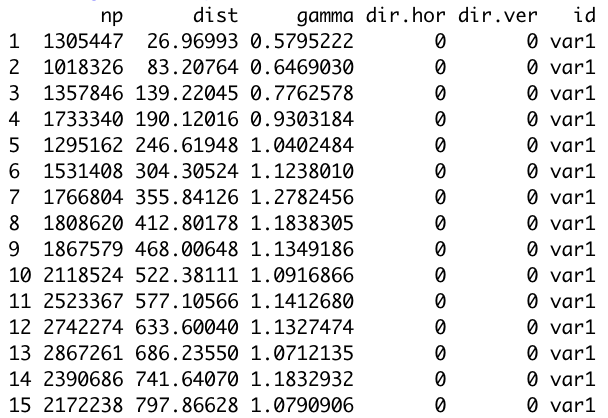 np dist gamma dir.hor dir.ver id
1 1305447 26.96993 0.5795222 0 0 var1
2 1018326 83.20764 0.6469030 0 0 var1
3 1357846 139.22045 0.7762578 0 0 var1
4 1733340 190.12016 0.9303184 0 0 var1
5 1295162 246.61948 1.0402484 0 0 var1
6 1531408 304.30524 1.1238010 0 0 var1
7 1766804 355.84126 1.2782456 0 0 var1
8 1808620 412.80178 1.1838305 0 0 var1
9 1867579 468.00648 1.1349186 0 0 var1
10 2118524 522.38111 1.0916866 0 0 var1
11 2523367 577.10566 1.1412680 0 0 var1
12 2742274 633.60040 1.1327474 0 0 var1
13 2867261 686.23550 1.0712135 0 0 var1
14 2390686 741.64070 1.1832932 0 0 var1
15 2172238 797.86628 1.0790906 0 0 var1